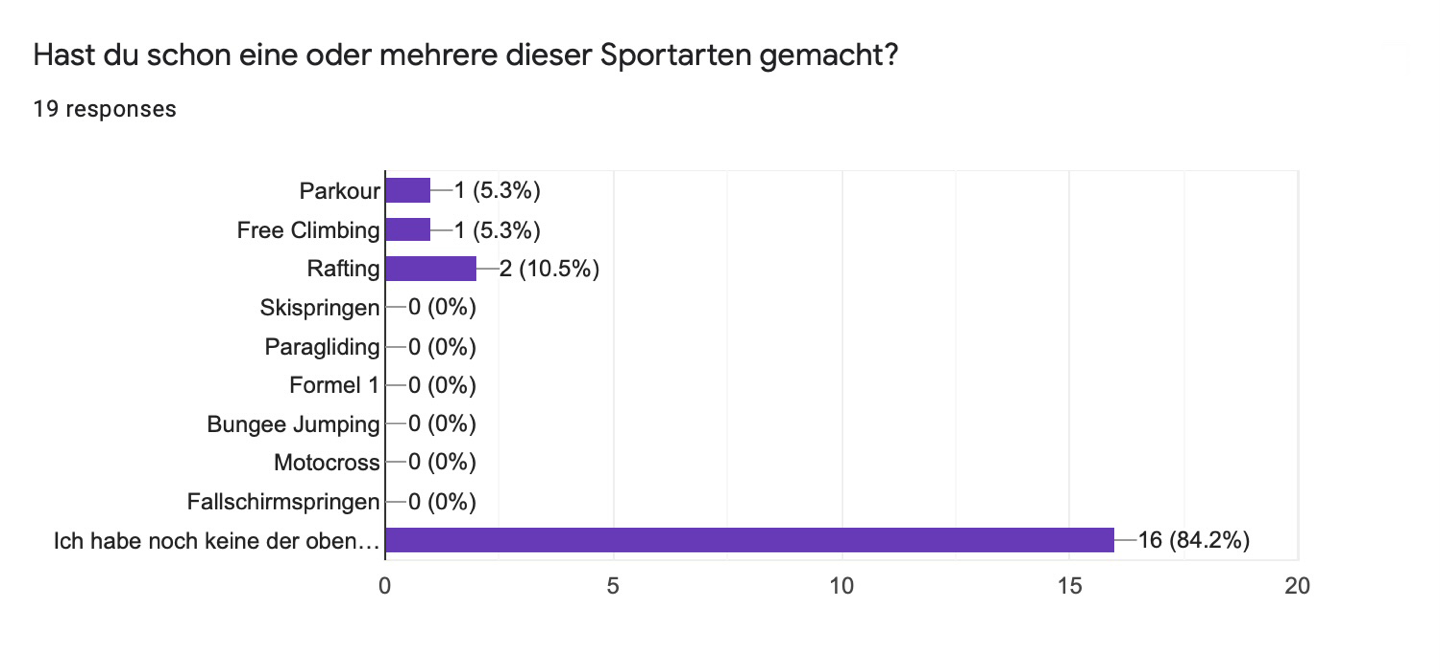 Hast du schon eine oder mehrere dieser Sportarten gemacht?
19 responses
Parkour 1 (5.3%)
Free Climbing 1 (5.3%)
Rafting 2 (10.5%)
Skispringen 0 (0%)
Paragliding 0 (0%)
Formel 1 0 (0%)
Bungee Jumping 0 (0%)
Motocross 0 (0%)
Fallschirmspringen 0 (0%)
Ich habe noch keine der oben… 16 (84.2%)
0 5 10 15 20